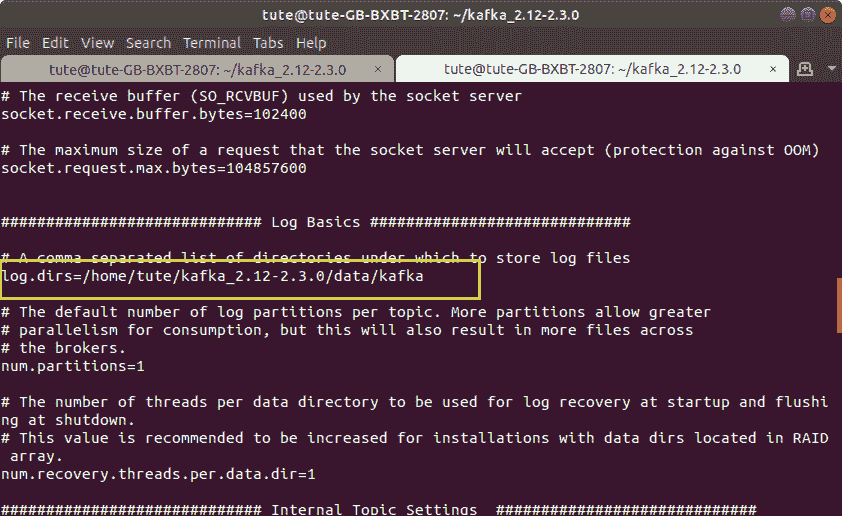 tute@tute-GB-BXBT-2807: ~/kafka_2.12-2.3.0
File Edit View Search Terminal Tabs Help
tute@tute-GB-BXBT-2807: ~/kafka_2.12-2.3.0 × tute@tute-GB-BXBT-2807: ~/kafka_2.12-2.3.0 ×
# The receive buffer (SO_RCVBUF) used by the socket server
socket.receive.buffer.bytes=102400
# The maximum size of a request that the socket server will accept (protection against OOM)
socket.request.max.bytes=104857600
############################# Log Basics #############################
# A comma separated list of directories under which to store log files
log.dirs=/home/tute/kafka_2.12-2.3.0/data/kafka
# The default number of log partitions per topic. More partitions allow greater
# parallelism for consumption, but this will also result in more files across
# the brokers.
num.partitions=1
# The number of threads per data directory to be used for log recovery at startup and flushi
ng at shutdown.
# This value is recommended to be increased for installations with data dirs located in RAID
 array.
num.recovery.threads.per.data.dir=1
############################# Internal Topic Settings  #############################